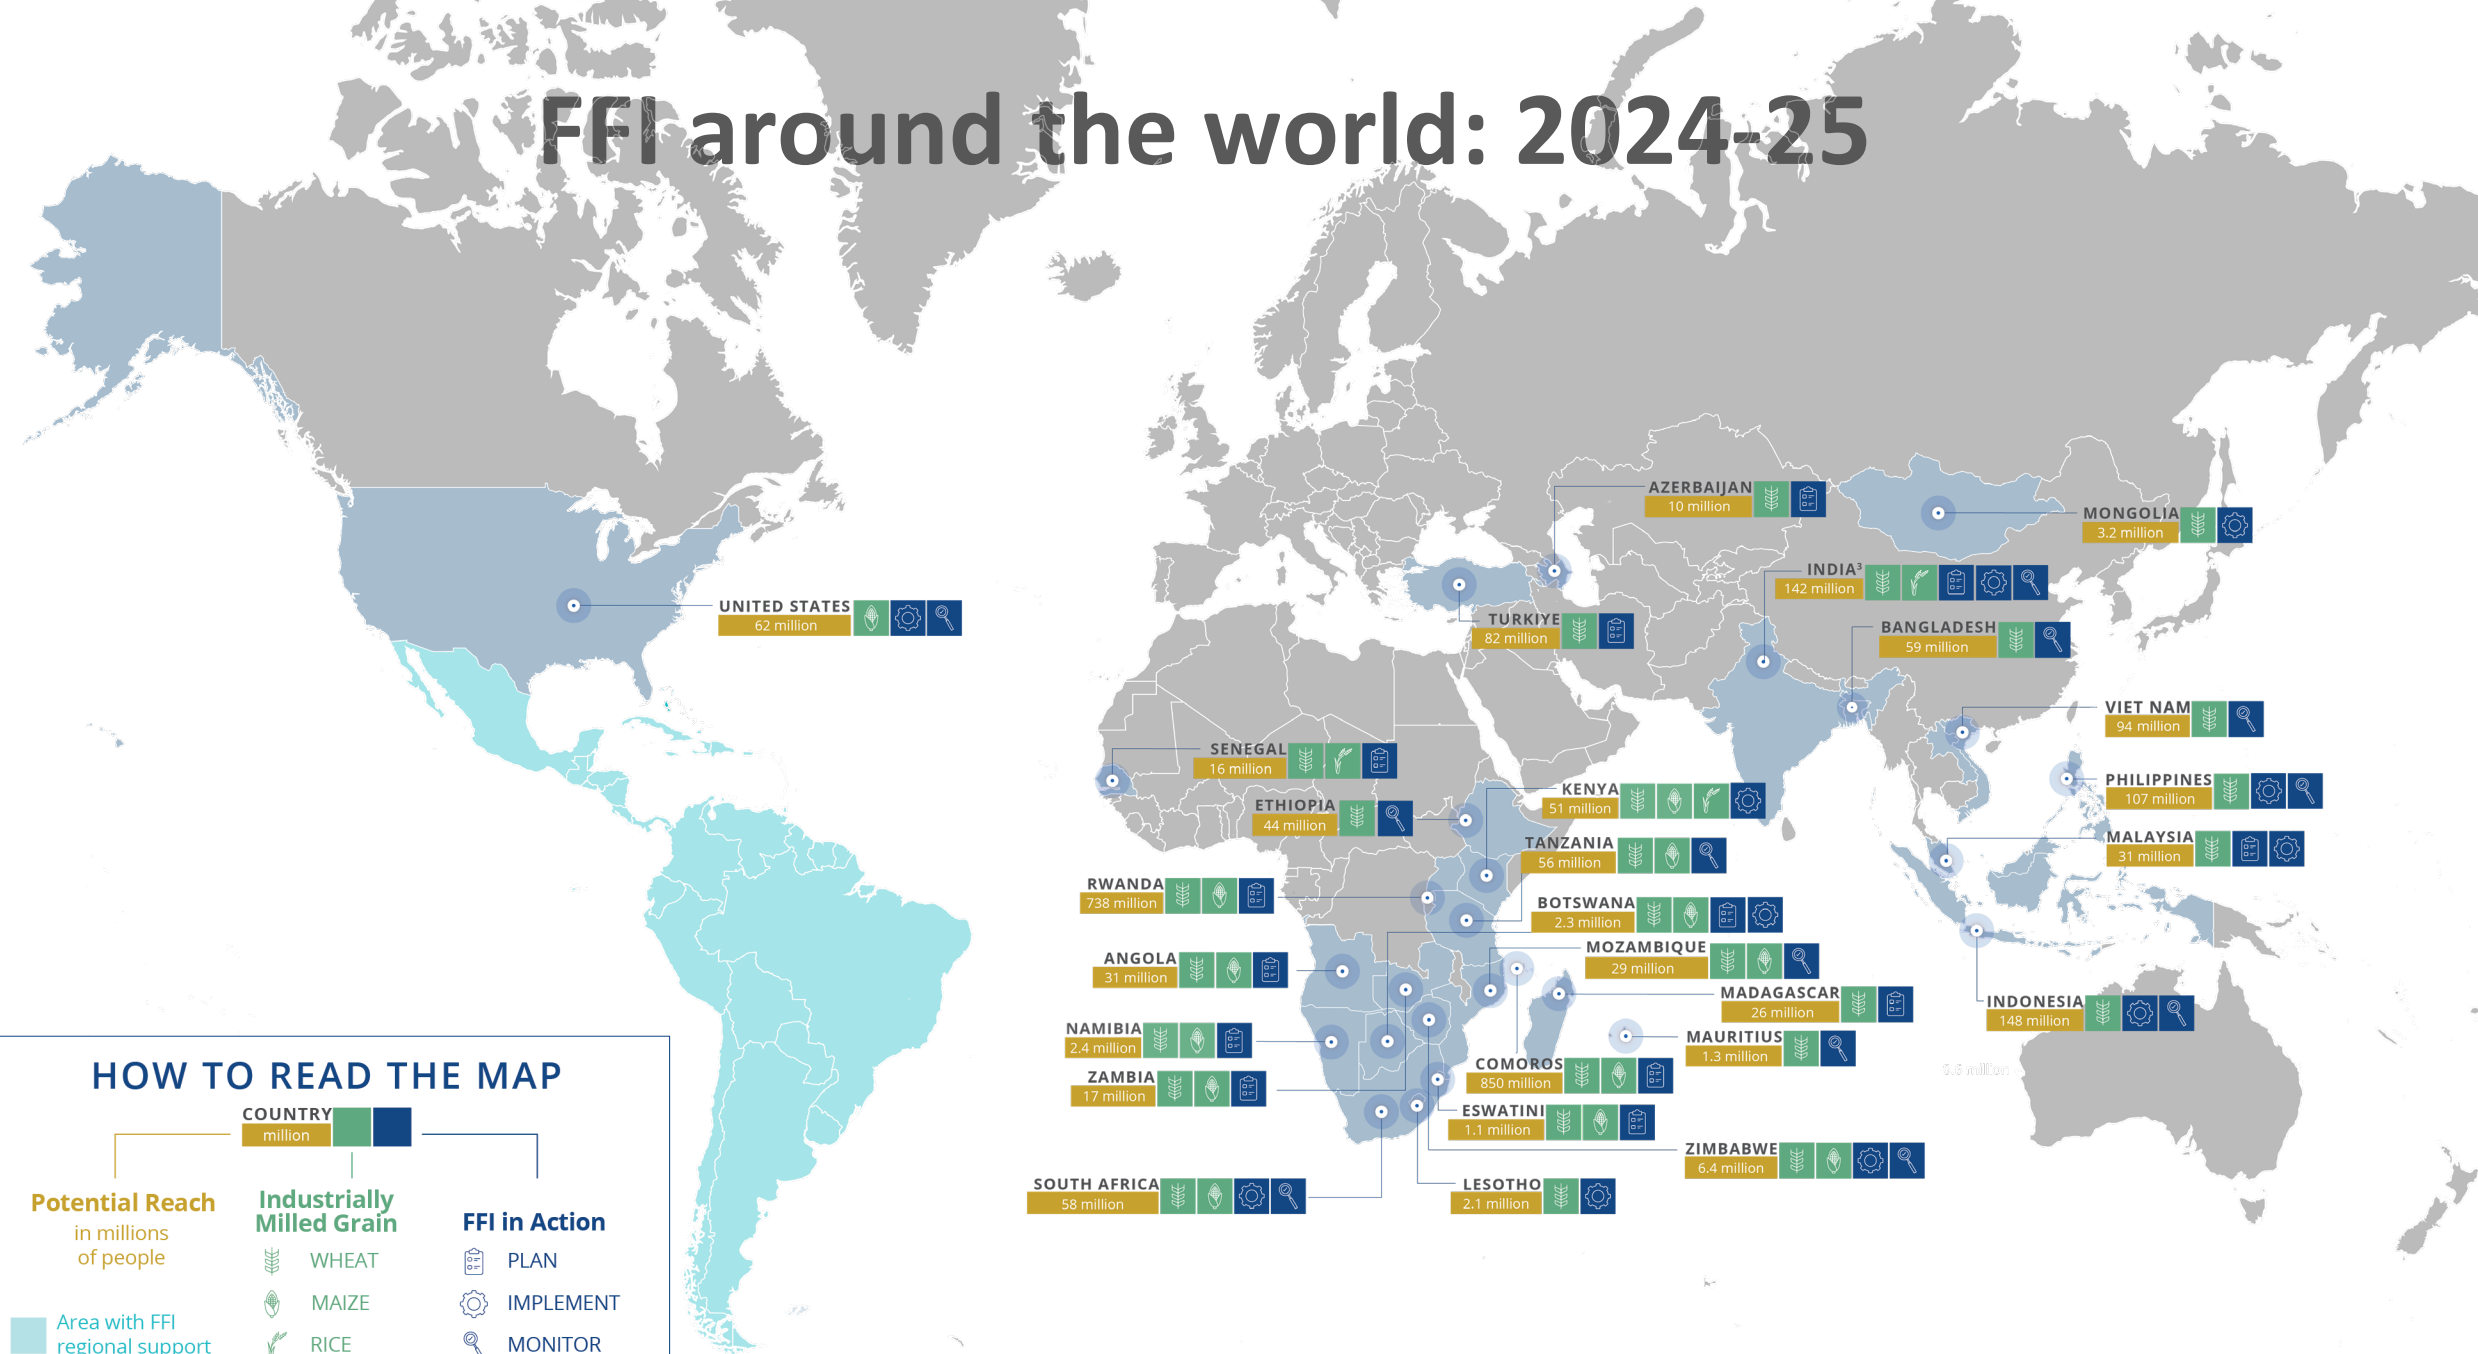 FFI around the world: 2024-25
AZERBAIJAN
10 million
MONGOLIA
3.2 million
INDIA³
142 million
UNITED STATES
62 million
TURKIYE
82 million
BANGLADESH
59 million
VIET NAM
94 million
SENEGAL
16 million
KENYA
51 million
PHILIPPINES
107 million
ETHIOPIA
44 million
TANZANIA
56 million
MALAYSIA
31 million
RWANDA
738 million
BOTSWANA
2.3 million
MOZAMBIQUE
29 million
ANGOLA
31 million
MADAGASCAR
26 million
INDONESIA
148 million
NAMIBIA
2.4 million
MAURITIUS
1.3 million
COMOROS
850 million
ZAMBIA
17 million
ESWATINI
1.1 million
ZIMBABWE
6.4 million
SOUTH AFRICA
58 million
LESOTHO
2.1 million
HOW TO READ THE MAP
COUNTRY
million
Potential Reach
in millions
of people
Industrially
Milled Grain
WHEAT
MAIZE
RICE
FFI in Action
PLAN
IMPLEMENT
MONITOR
Area with FFI
regional support